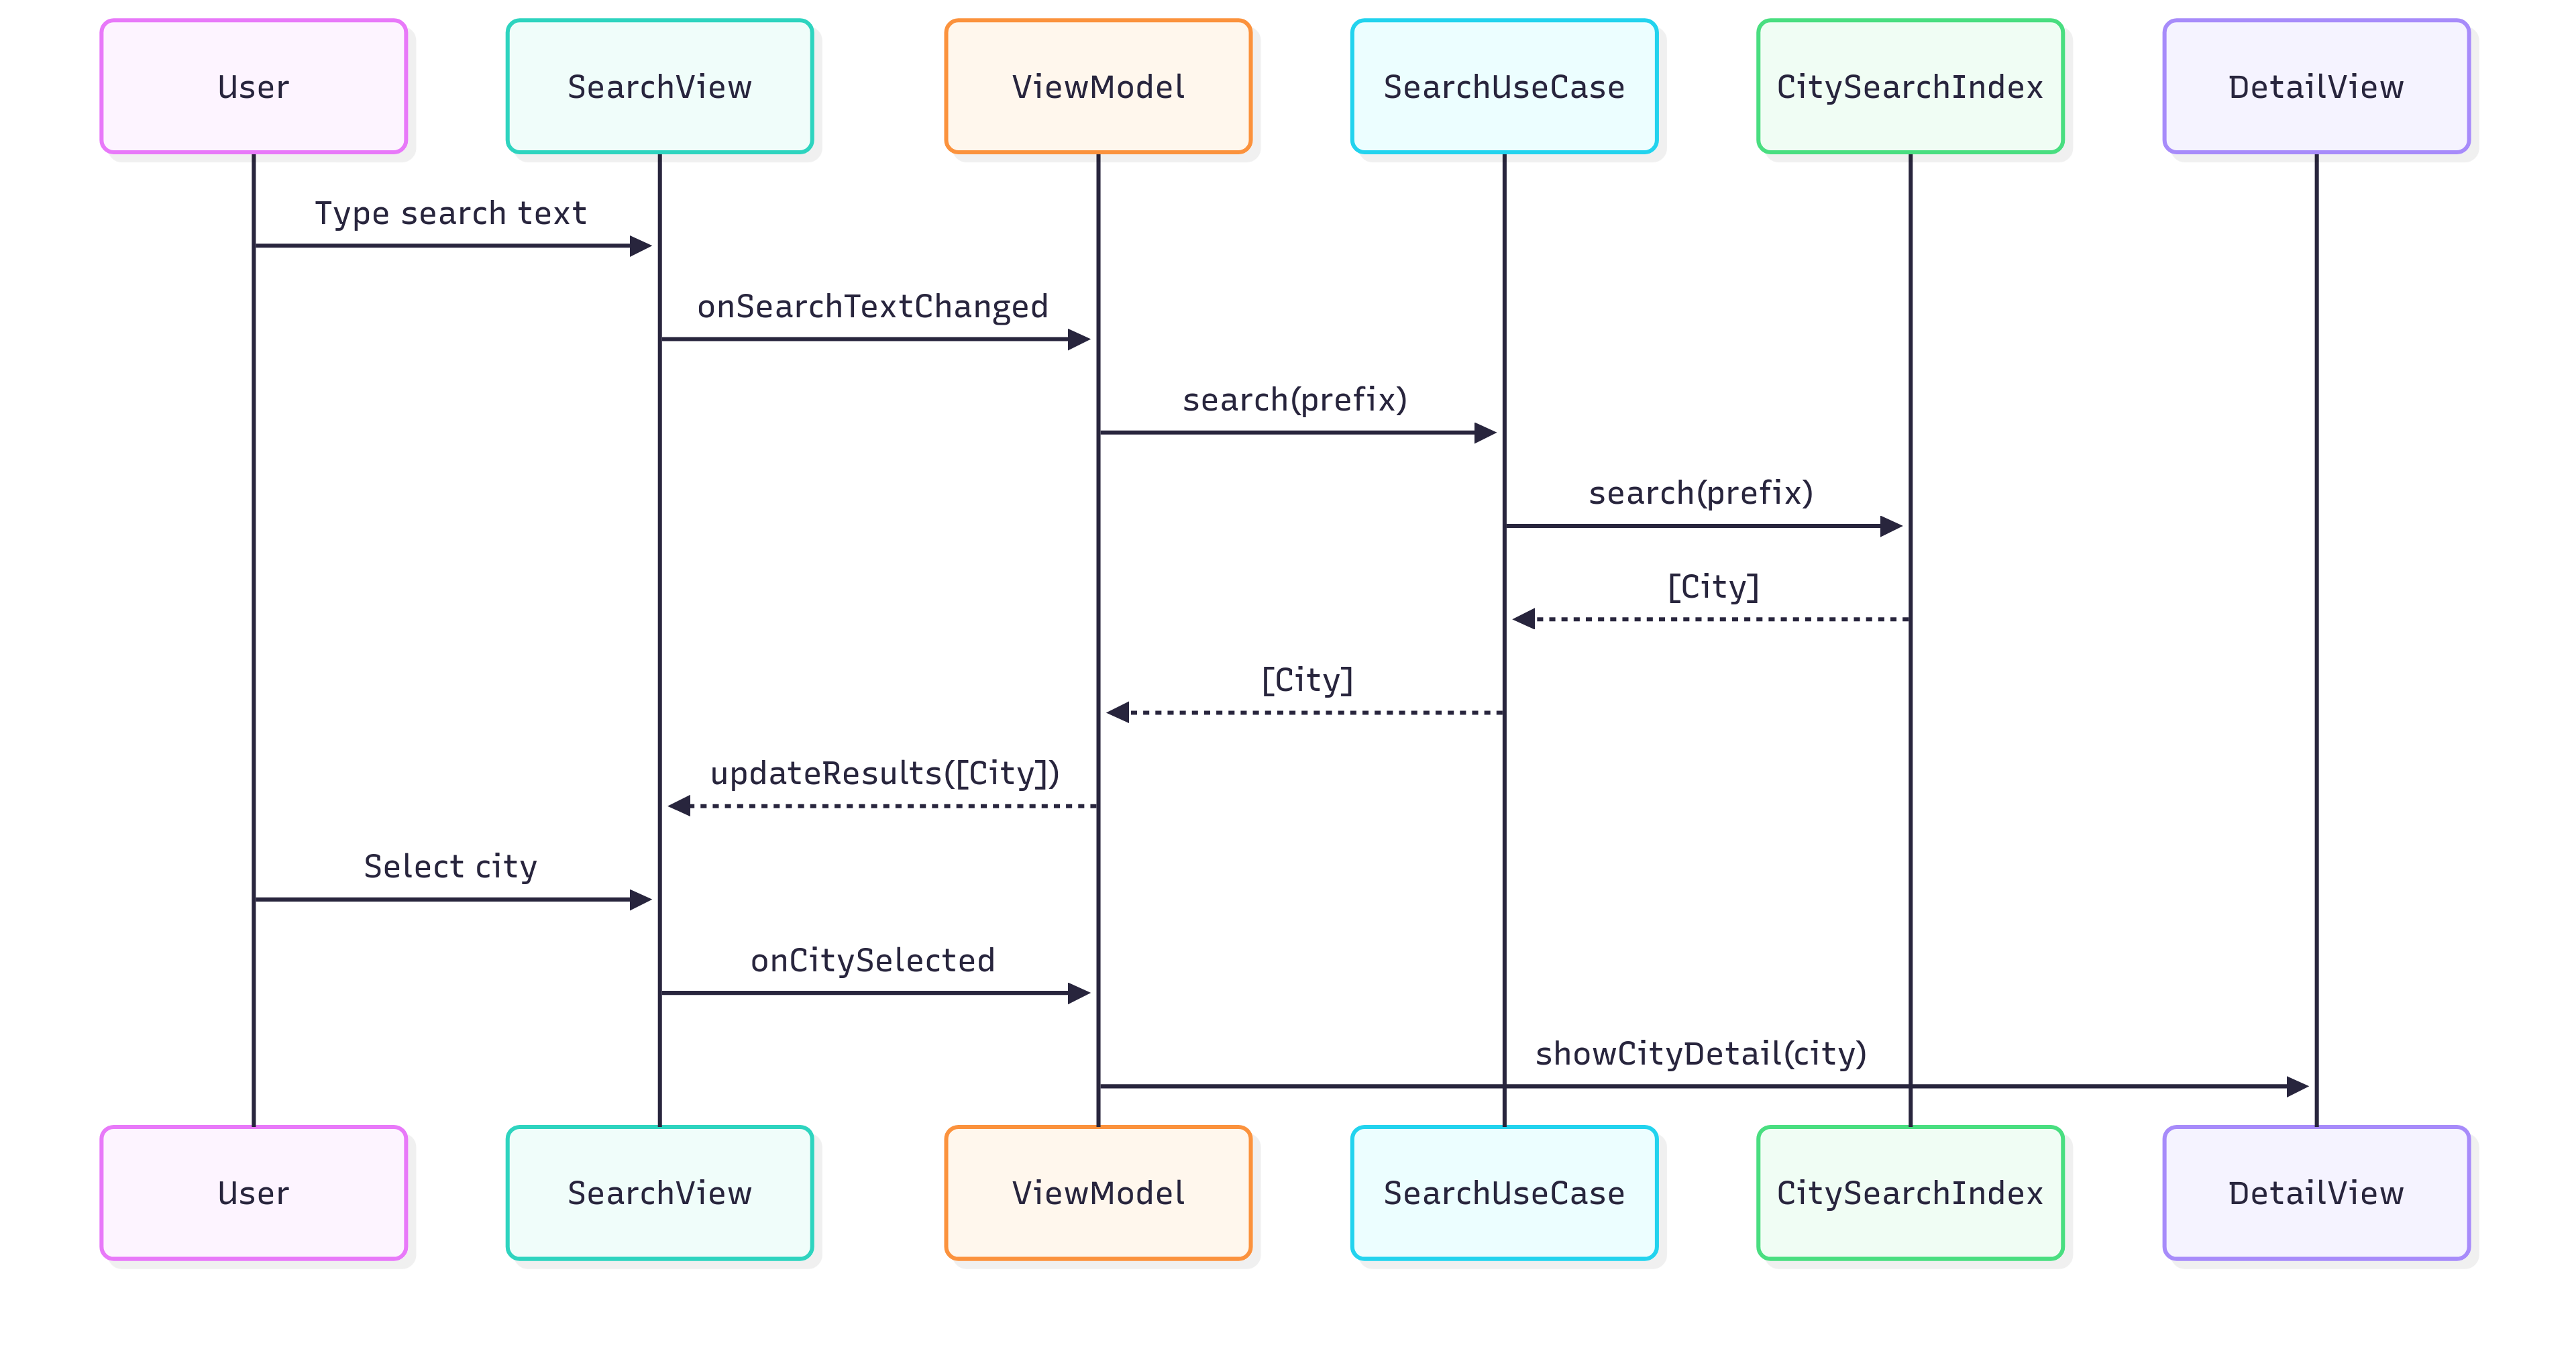 User
SearchView
ViewModel
SearchUseCase
CitySearchIndex
DetailView
Type search text
onSearchTextChanged
search(prefix)
search(prefix)
[City]
[City]
updateResults([City])
Select city
onCitySelected
showCityDetail(city)
User
SearchView
ViewModel
SearchUseCase
CitySearchIndex
DetailView